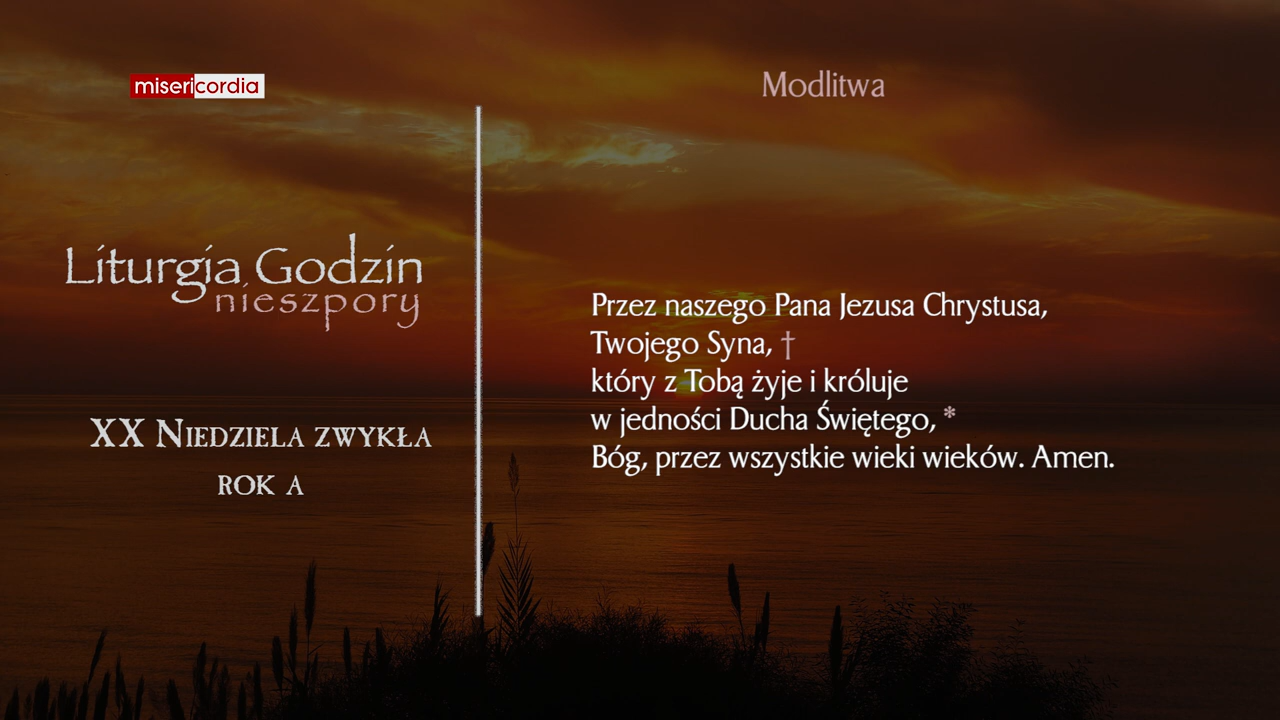 misericordia
Modlitwa
Liturgia Godzin
nieszpory
XX Niedziela zwykła
rok A
Przez naszego Pana Jezusa Chrystusa,
Twojego Syna, †
który z Tobą żyje i króluje
w jedności Ducha Świętego, *
Bóg, przez wszystkie wieki wieków. Amen.